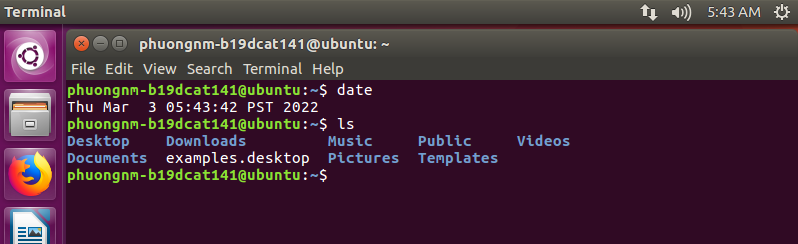 Terminal 5:43 AM
phuongnm-b19dcat141@ubuntu: ~
File Edit View Search Terminal Help
phuongnm-b19dcat141@ubuntu:~$ date
Thu Mar  3 05:43:42 PST 2022
phuongnm-b19dcat141@ubuntu:~$ ls
Desktop    Downloads         Music     Public     Videos
Documents  examples.desktop  Pictures  Templates
phuongnm-b19dcat141@ubuntu:~$